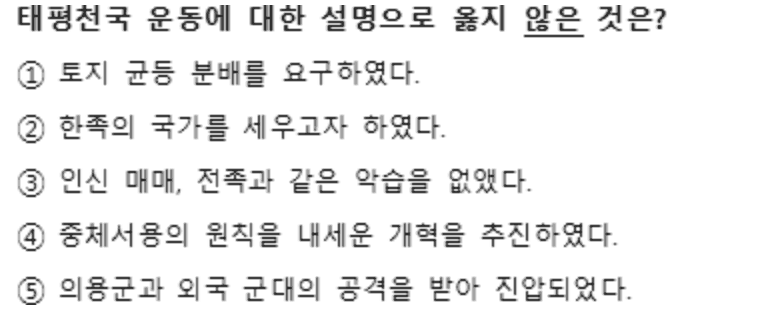 태평천국 운동에 대한 설명으로 옳지 않은 것은?
① 토지 균등 분배를 요구하였다.
② 한족의 국가를 세우고자 하였다.
③ 인신 매매, 전족과 같은 악습을 없앴다.
④ 중체서용의 원칙을 내세운 개혁을 추진하였다.
⑤ 의용군과 외국 군대의 공격을 받아 진압되었다.